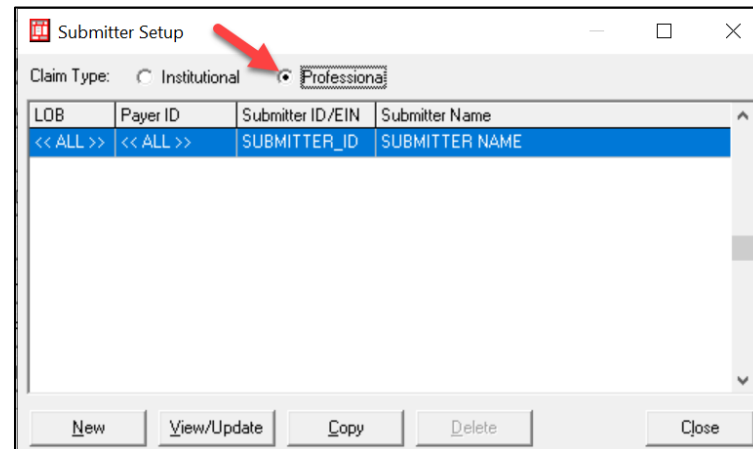 Submitter Setup
Claim Type: Institutional Professional
LOB Payer ID Submitter ID/EIN Submitter Name
<< ALL >> << ALL >> SUBMITTER_ID SUBMITTER NAME
New View/Update Copy Delete Close